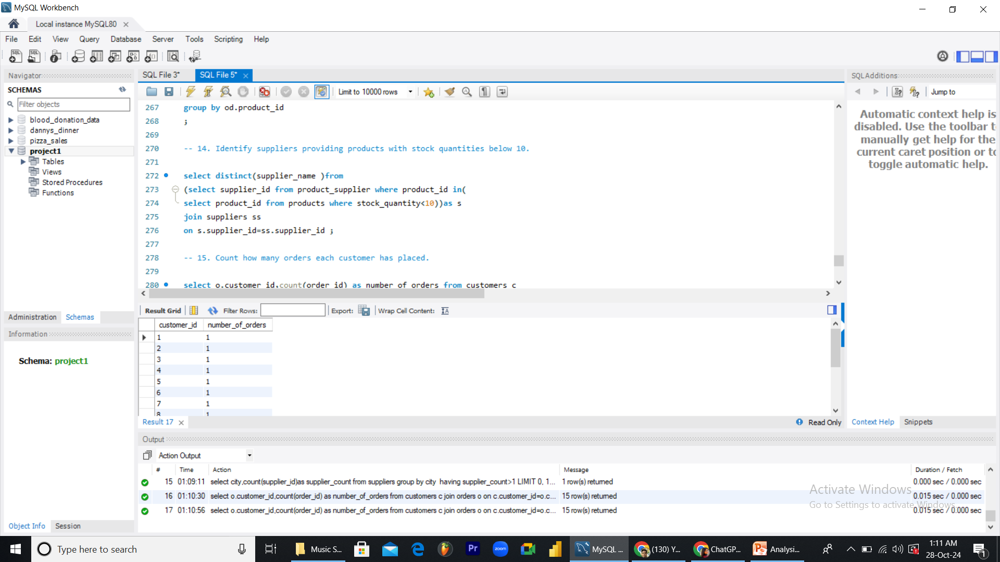 MySQL Workbench
Local instance MySQL80
File Edit View Query Database Server Tools Scripting Help
Navigator
SCHEMAS
Filter objects
blood_donation_data
dannys_dinner
pizza_sales
project1
Tables
Views
Stored Procedures
Functions
Administration Schemas
Information
Schema: project1
Object Info Session
SQL File 3* SQL File 5*
Limit to 10000 rows
267 group by od.product_id
268 ;
269
270 -- 14. Identify suppliers providing products with stock quantities below 10.
271
272 select distinct(supplier_name )from
273 (select supplier_id from product_supplier where product_id in(
274 select product_id from products where stock_quantity<10))as s
275 join suppliers ss
276 on s.supplier_id=ss.supplier_id ;
277
278 -- 15. Count how many orders each customer has placed.
279
280 select o.customer_id,count(order_id) as number_of_orders from customers c
Result Grid Filter Rows: Export: Wrap Cell Content:
customer_id number_of_orders
1 1
2 1
3 1
4 1
5 1
6 1
7 1
8 1
Result 17 Read Only
SQLAdditions
Jump to
Automatic context help is
disabled. Use the toolbar t
manually get help for the
current caret position or to
toggle automatic help.
Context Help Snippets
Output
Action Output
# Time Action Message Duration / Fetch
15 01:09:11 select city,count(supplier_id)as supplier_count from suppliers group by city having supplier_count>1 LIMIT 0, 1... 1 row(s) returned 0.000 sec / 0.000 sec
16 01:10:30 select o.customer_id,count(order_id) as number_of_orders from customers c join orders o on c.customer_id=o.c... 15 row(s) returned 0.015 sec / 0.000 sec
17 01:10:56 select o.customer_id,count(order_id) as number_of_orders from customers c join orders o on c.customer_id=o.c... 15 row(s) returned 0.015 sec / 0.000 sec
Activate Windows
Go to Settings to activate Windows.
Type here to search
Music S...
Pr
zoom
MySQL ...
(130) Y...
ChatGP...
Analysi...
1:11 AM
28-Oct-24
1